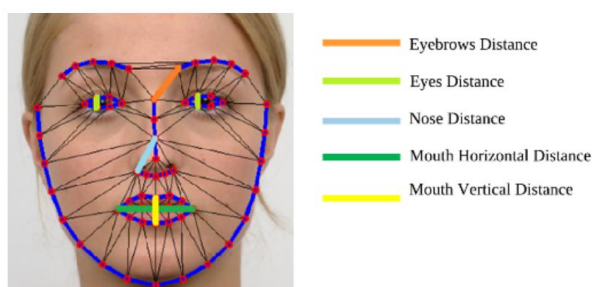 Eyebrows Distance
Eyes Distance
Nose Distance
Mouth Horizontal Distance
Mouth Vertical Distance